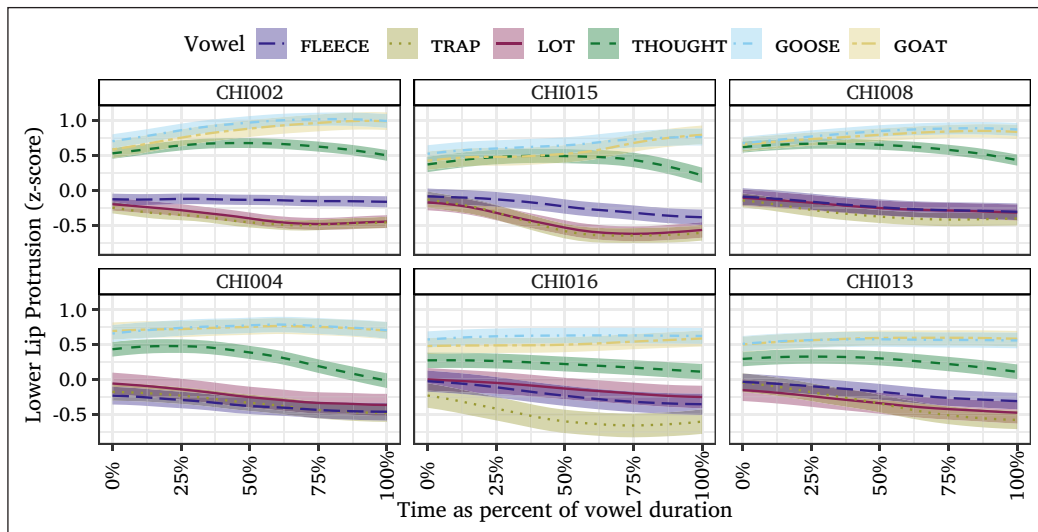 Vowel FLEECE TRAP LOT THOUGHT GOOSE GOAT
CHI002 CHI015 CHI008
1.0
0.5
0.0
-0.5
CHI004 CHI016 CHI013
1.0
0.5
0.0
-0.5
0% 25% 50% 75% 100% 0% 25% 50% 75% 100% 0% 25% 50% 75% 100%
Time as percent of vowel duration
Lower Lip Protrusion (z-score)